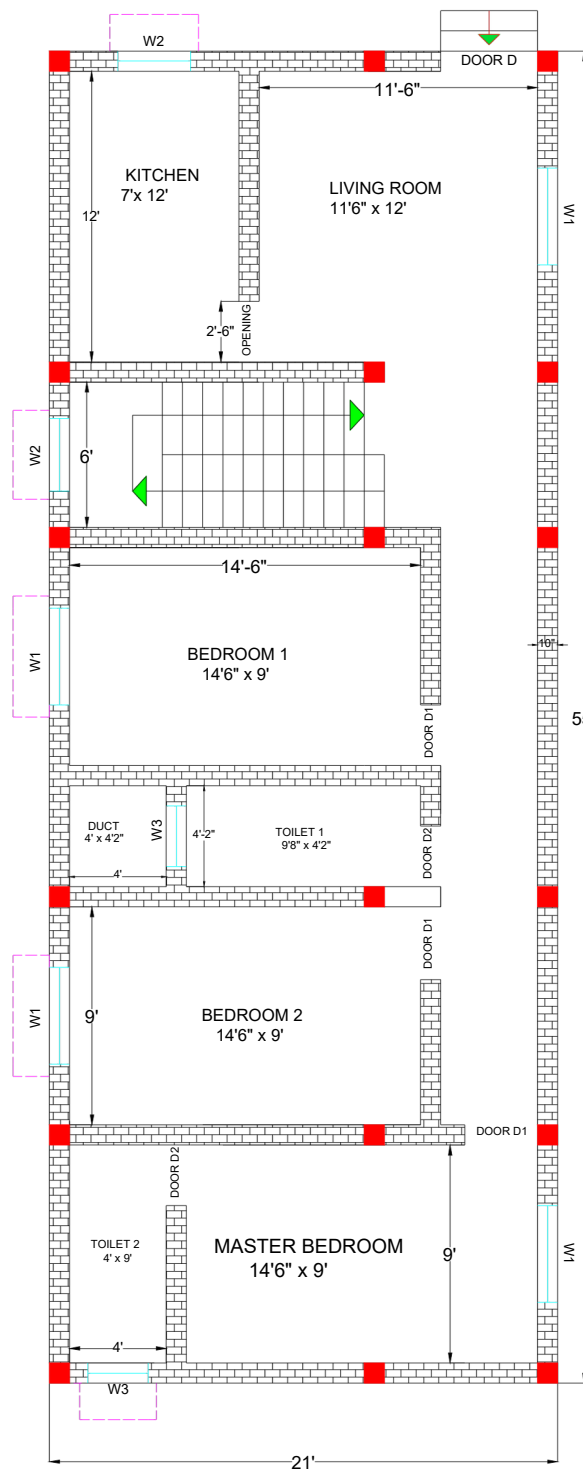 W2
DOOR D
11'-6"
KITCHEN
7'x 12'
LIVING ROOM
11'6" x 12'
W1
12'
2'-6"
OPENING
W2
6'
14'-6"
10"
BEDROOM 1
14'6" x 9'
W1
DOOR D1
DUCT
4' x 4'2"
W3
4'-2"
TOILET 1
9'8" x 4'2"
DOOR D2
4'
DOOR D1
W1
9'
BEDROOM 2
14'6" x 9'
DOOR D1
DOOR D2
TOILET 2
4' x 9'
MASTER BEDROOM
14'6" x 9'
9'
W1
4'
W3
21'